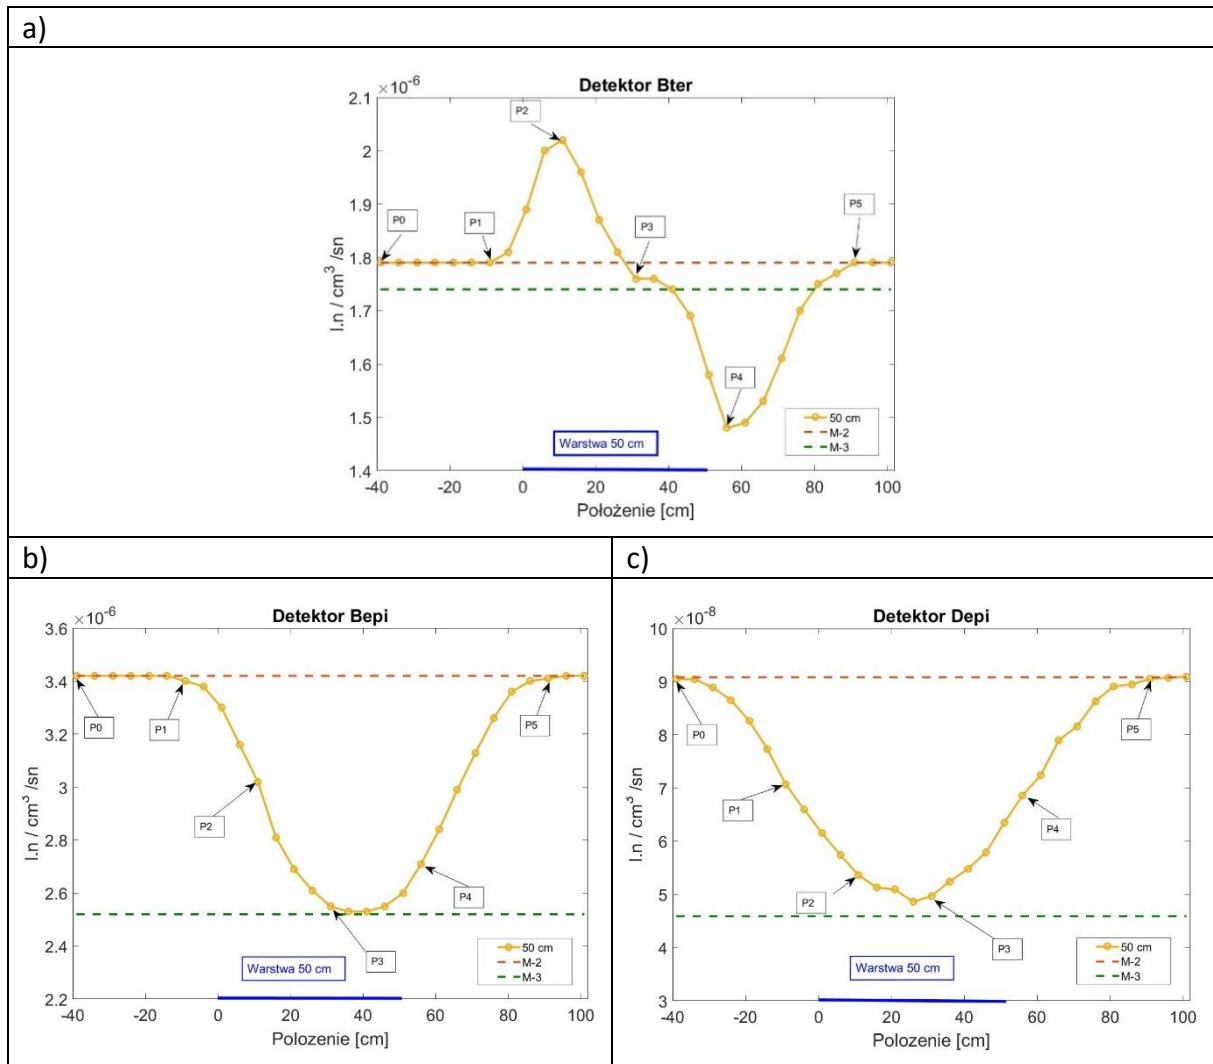 a)
Detektor Bter
×10⁻⁶
2.1
2
1.9
1.8
1.7
1.6
1.5
1.4
l.n / cm³ /sn
P0
P1
P2
P3
P4
P5
Warstwa 50 cm
50 cm
M-2
M-3
-40 -20 0 20 40 60 80 100
Położenie [cm]
b)
Detektor Bepi
×10⁻⁶
3.6
3.4
3.2
3
2.8
2.6
2.4
2.2
l.n / cm³ /sn
P0
P1
P2
P3
P4
P5
Warstwa 50 cm
50 cm
M-2
M-3
-40 -20 0 20 40 60 80 100
Polozenie [cm]
c)
Detektor Depi
×10⁻⁸
10
9
8
7
6
5
4
3
l.n / cm³ /sn
P0
P1
P2
P3
P4
P5
Warstwa 50 cm
50 cm
M-2
M-3
-40 -20 0 20 40 60 80 100
Polozenie [cm]